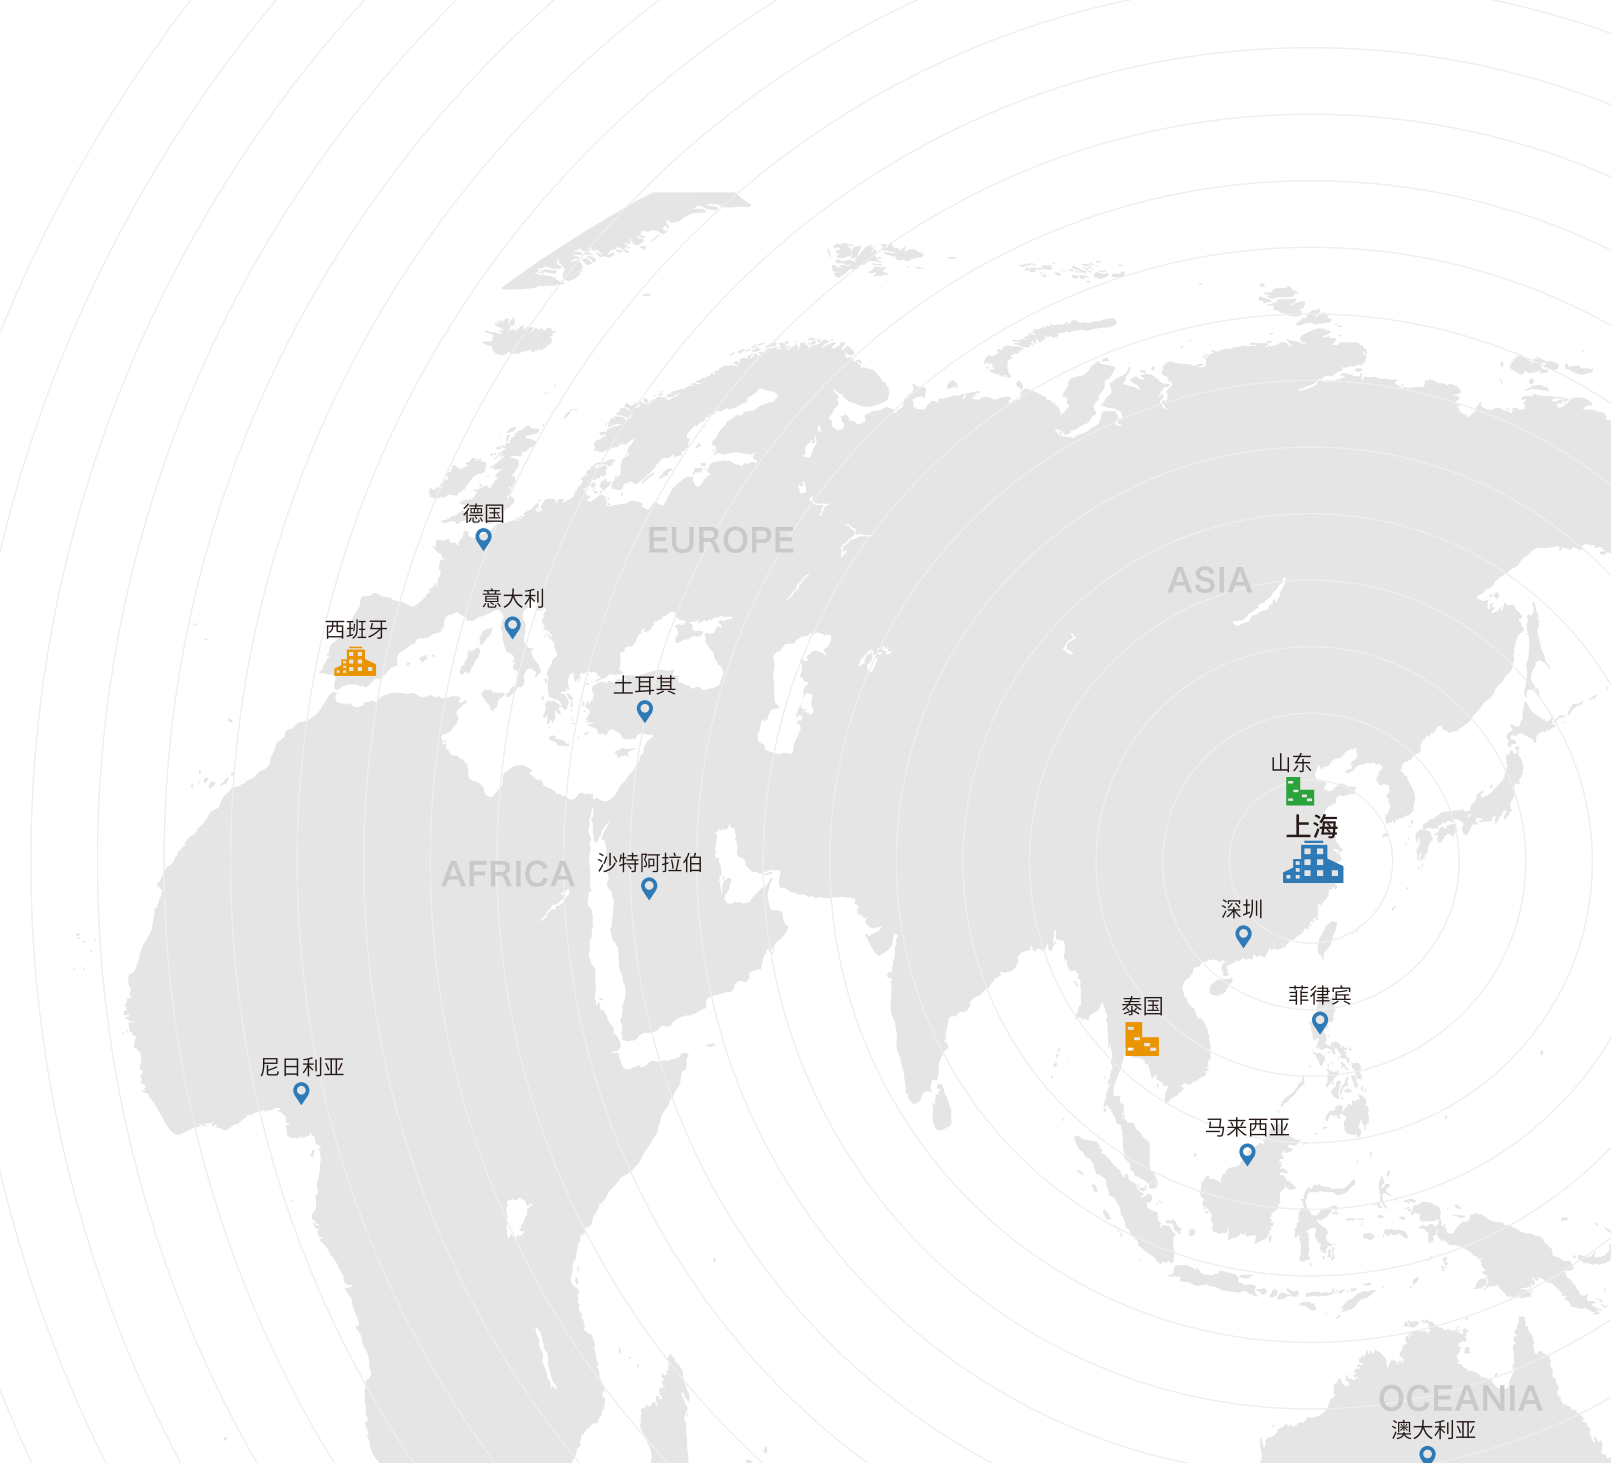 德国
EUROPE
ASIA
意大利
西班牙
土耳其
山东
上海
沙特阿拉伯
AFRICA
深圳
菲律宾
泰国
尼日利亚
马来西亚
OCEANIA
澳大利亚